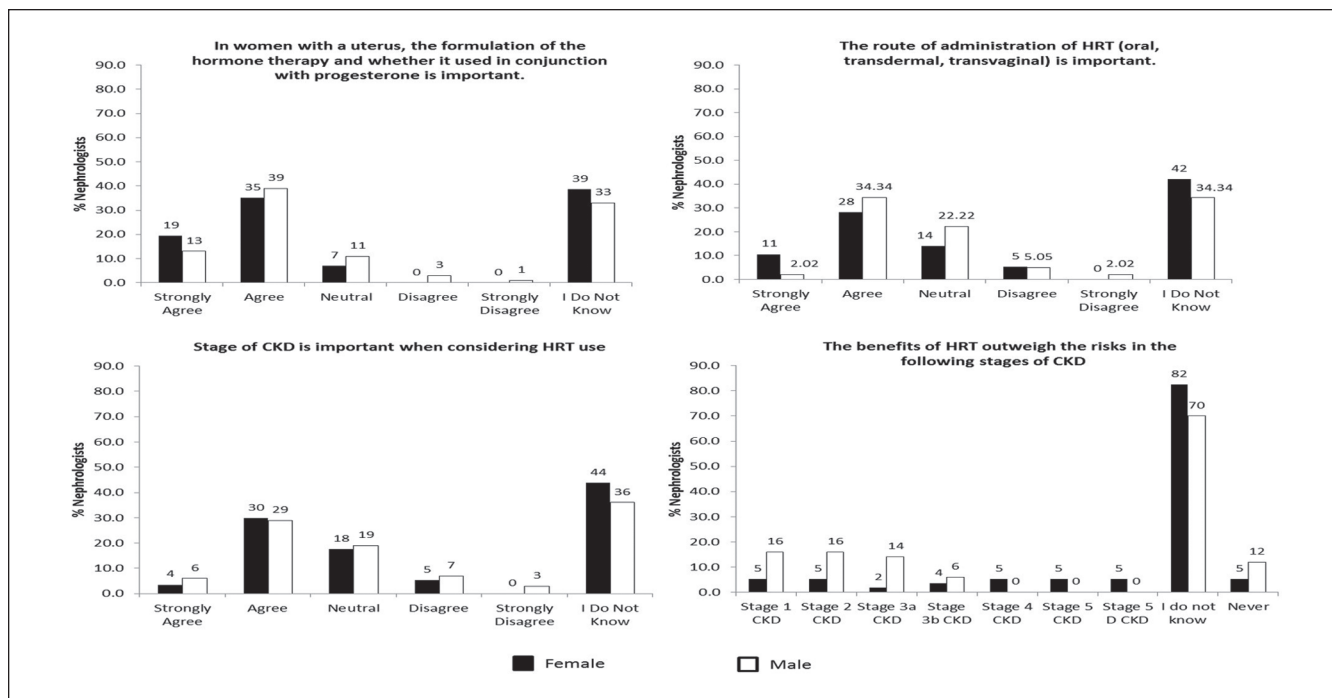 In women with a uterus, the formulation of the
hormone therapy and whether it used in conjunction
with progesterone is important.
% Nephrologists
90.0
80.0
70.0
60.0
50.0
40.0
30.0
20.0
10.0
0.0
19
13
35
39
7
11
0
3
0
1
39
33
Strongly
Agree
Agree
Neutral
Disagree
Strongly
Disagree
I Do Not
Know
The route of administration of HRT (oral,
transdermal, transvaginal) is important.
% Nephrologists
90.0
80.0
70.0
60.0
50.0
40.0
30.0
20.0
10.0
0.0
11
2.02
28
34.34
14
22.22
5
5.05
0
2.02
42
34.34
Strongly
Agree
Agree
Neutral
Disagree
Strongly
Disagree
I Do Not
Know
Stage of CKD is important when considering HRT use
% Nephrologists
90.0
80.0
70.0
60.0
50.0
40.0
30.0
20.0
10.0
0.0
4
6
30
29
18
19
5
7
0
3
44
36
Strongly
Agree
Agree
Neutral
Disagree
Strongly
Disagree
I Do Not
Know
The benefits of HRT outweigh the risks in the
following stages of CKD
% Nephrologists
90.0
80.0
70.0
60.0
50.0
40.0
30.0
20.0
10.0
0.0
5
16
5
16
2
14
4
6
5
0
5
0
5
0
82
70
5
12
Stage 1
CKD
Stage 2
CKD
Stage 3a
CKD
Stage
3b CKD
Stage 4
CKD
Stage 5
CKD
Stage 5
D CKD
I do not
know
Never
Female
Male